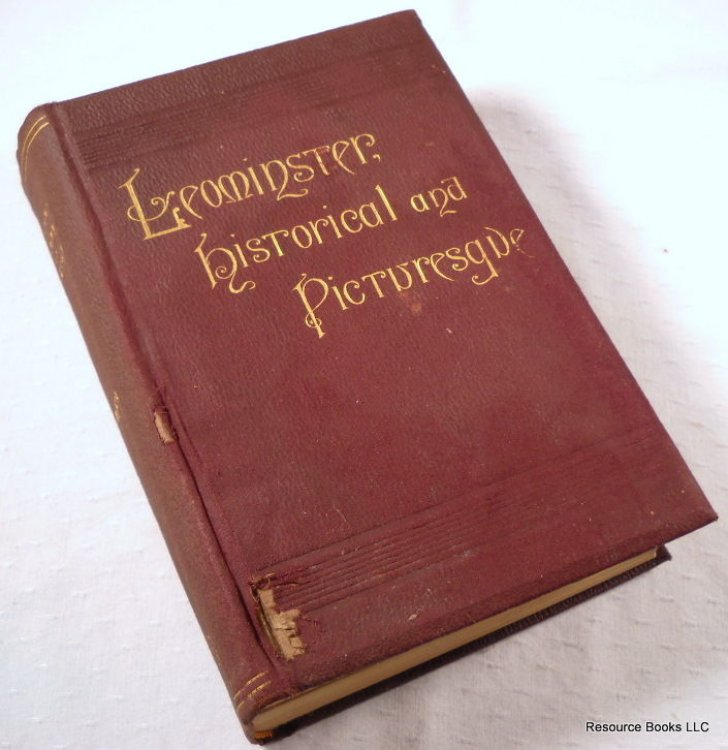 Leominster,
Historical and
Picturesque
Resource Books LLC